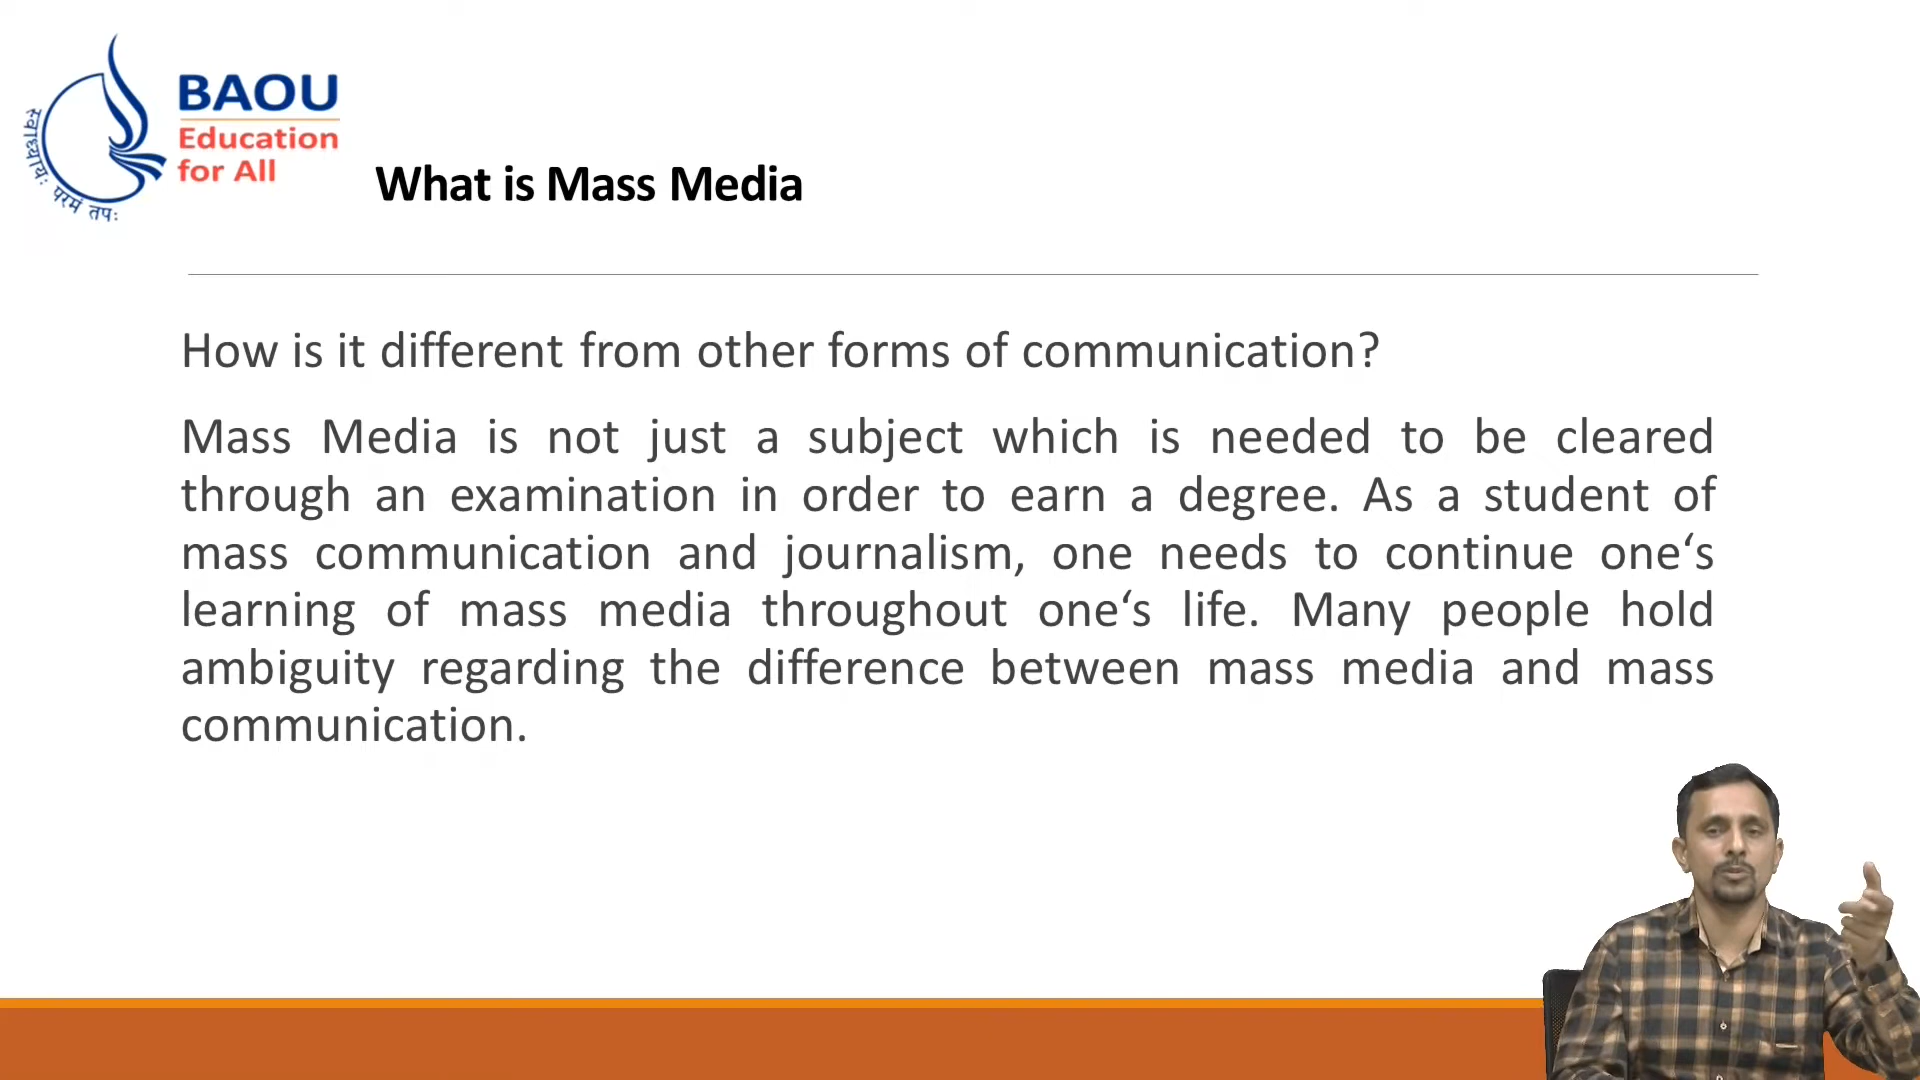 BAOU
Education
for All
स्वाध्यायः परमं तपः
What is Mass Media
How is it different from other forms of communication?
Mass Media is not just a subject which is needed to be cleared
through an examination in order to earn a degree. As a student of
mass communication and journalism, one needs to continue one‘s
learning of mass media throughout one‘s life. Many people hold
ambiguity regarding the difference between mass media and mass
communication.